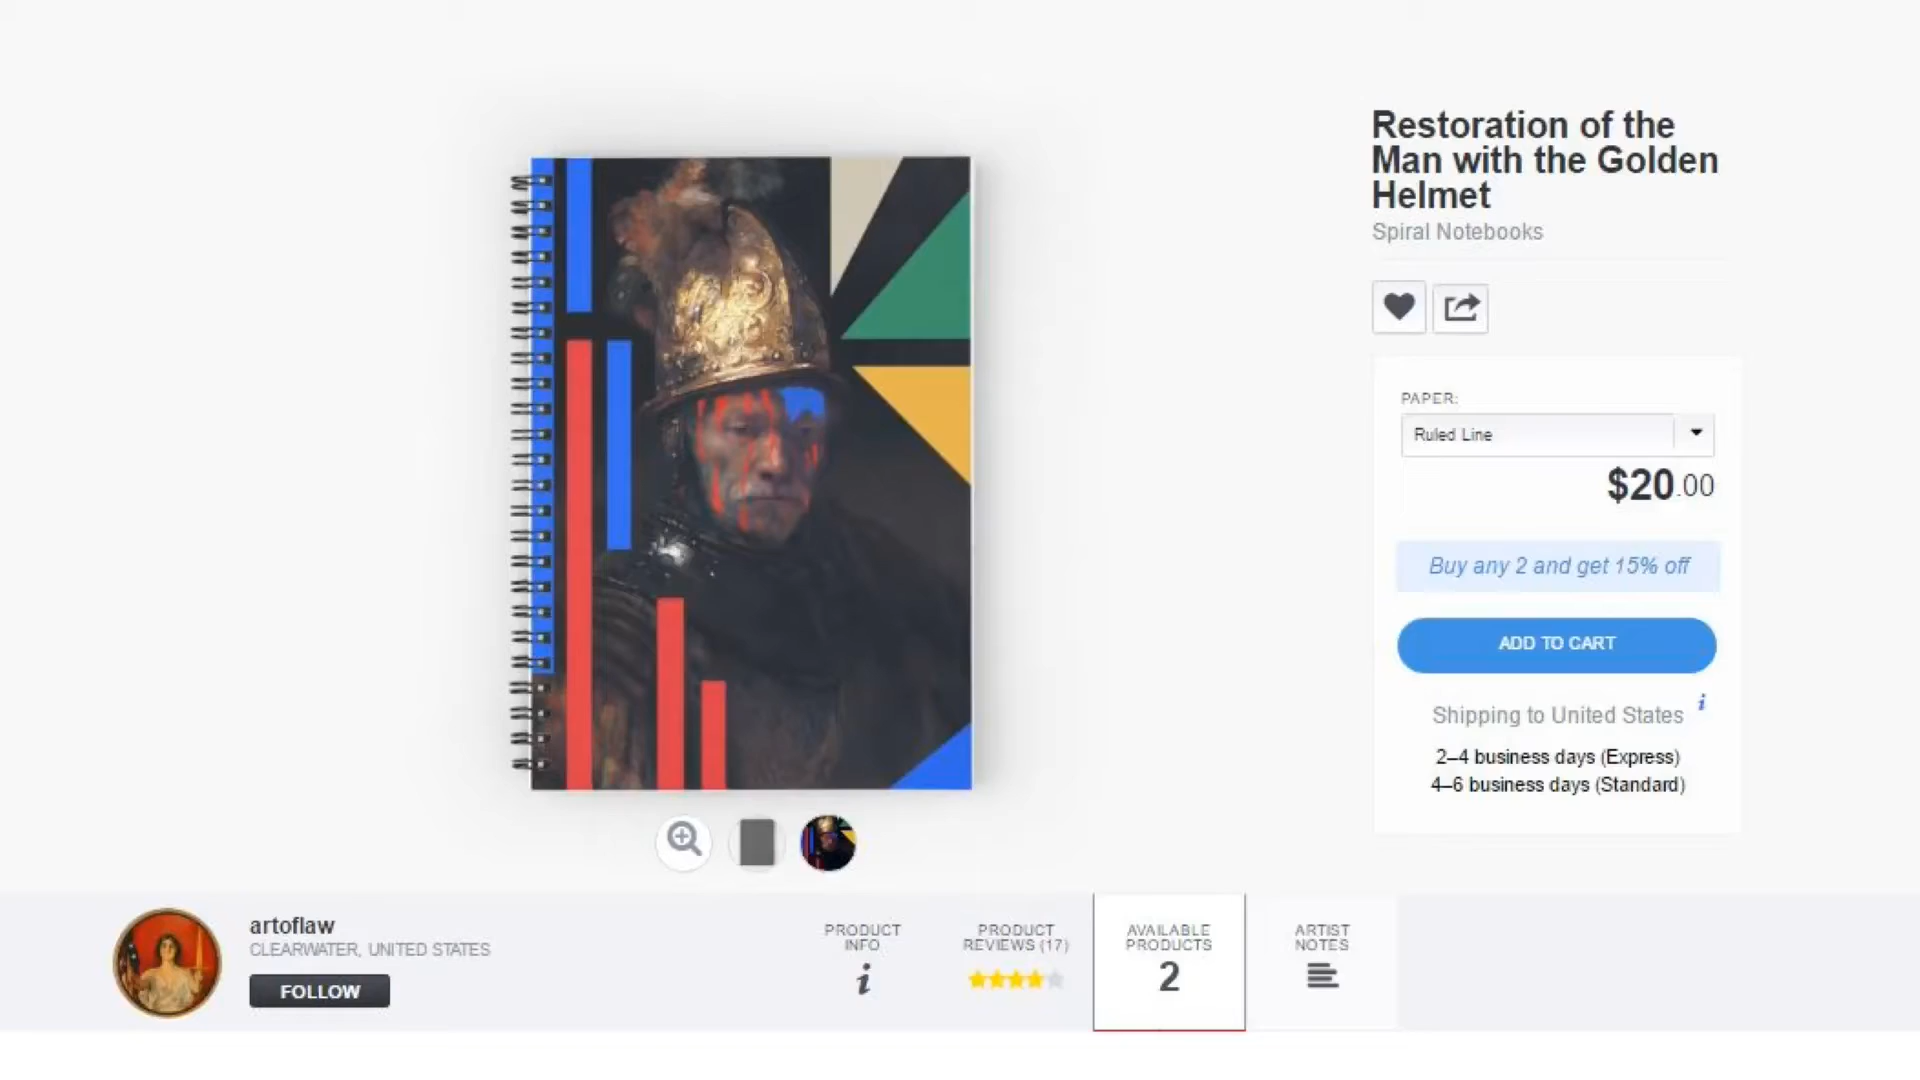 Restoration of the
Man with the Golden
Helmet
Spiral Notebooks
PAPER:
Ruled Line
$20.00
Buy any 2 and get 15% off
ADD TO CART
Shipping to United States i
2–4 business days (Express)
4–6 business days (Standard)
artoflaw
CLEARWATER, UNITED STATES
FOLLOW
PRODUCT
INFO
i
PRODUCT
REVIEWS (17)
AVAILABLE
PRODUCTS
2
ARTIST
NOTES